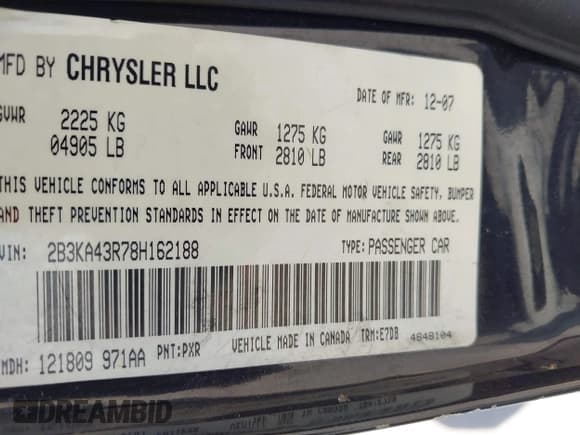 MFD BY CHRYSLER LLC
DATE OF MFR: 12-07
GVWR 2225 KG
04905 LB
GAWR 1275 KG
FRONT 2810 LB
GAWR 1275 KG
REAR 2810 LB
THIS VEHICLE CONFORMS TO ALL APPLICABLE U.S.A. FEDERAL MOTOR VEHICLE SAFETY, BUMPER
AND THEFT PREVENTION STANDARDS IN EFFECT ON THE DATE OF MANUFACTURE SHOWN ABOVE.
VIN: 2B3KA43R78H162188
TYPE: PASSENGER CAR
MDH: 121809 971AA
PNT: PXR
VEHICLE MADE IN CANADA
TRM: E7DB
4648104
DREAMBID